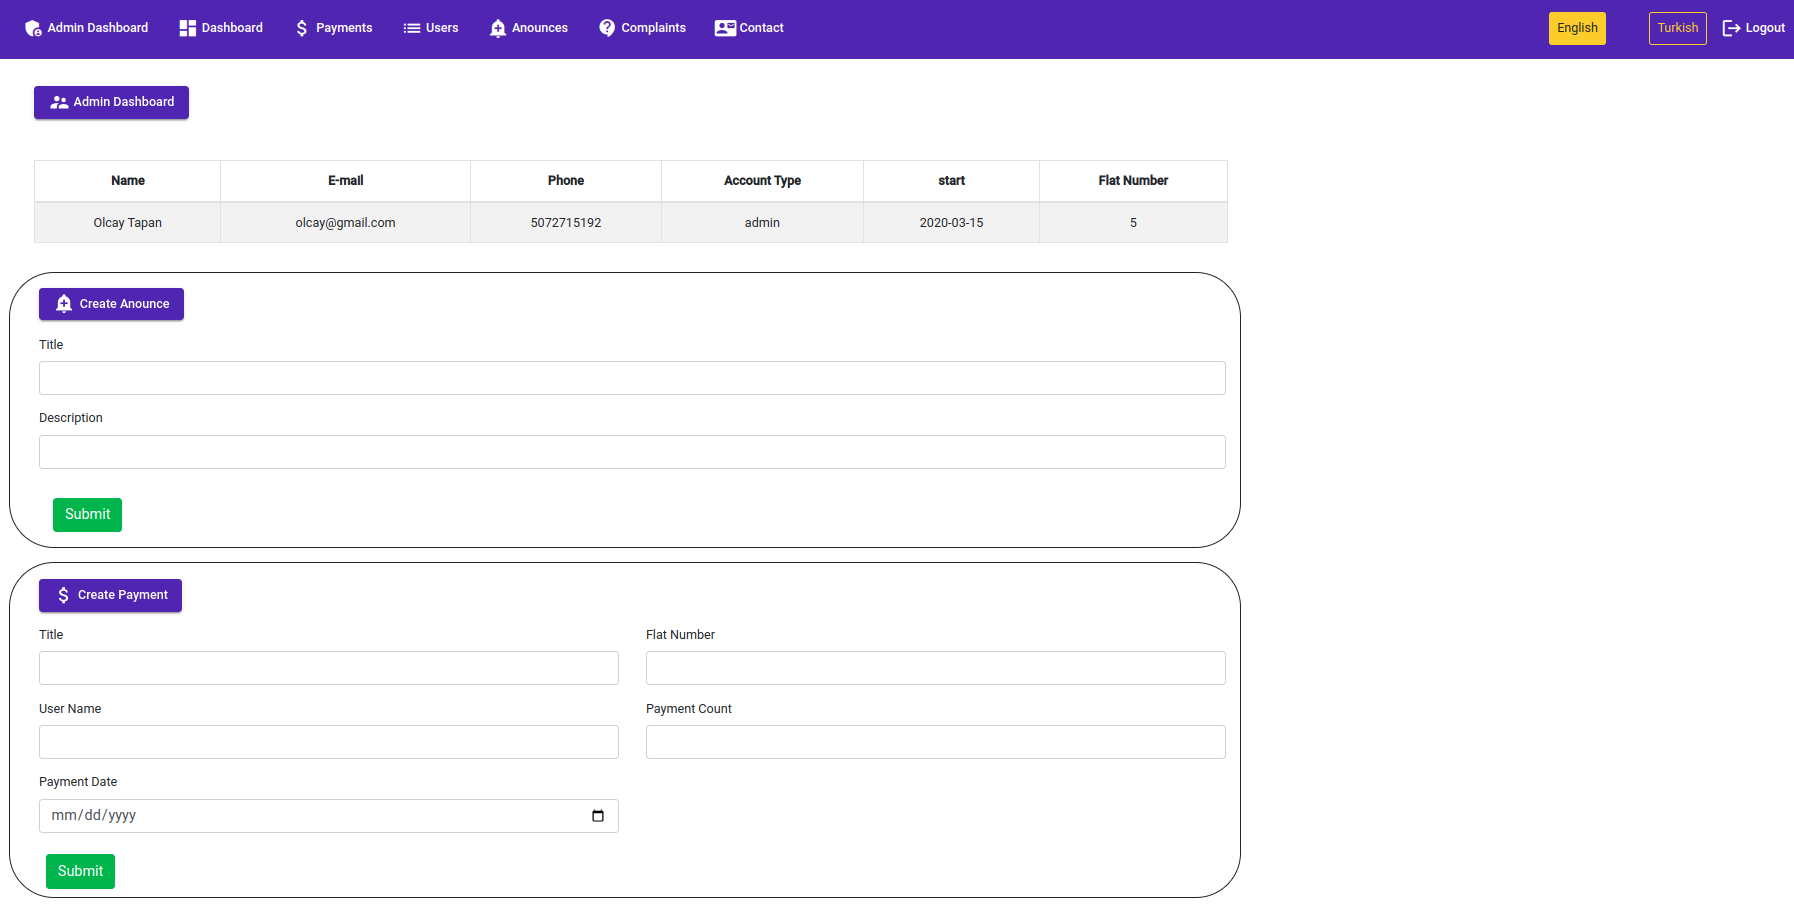 Admin Dashboard Dashboard Payments Users Anounces Complaints Contact English Turkish Logout
Admin Dashboard
Name E-mail Phone Account Type start Flat Number
Olcay Tapan olcay@gmail.com 5072715192 admin 2020-03-15 5
Create Anounce
Title
Description
Submit
Create Payment
Title Flat Number
User Name Payment Count
Payment Date
mm/dd/yyyy
Submit